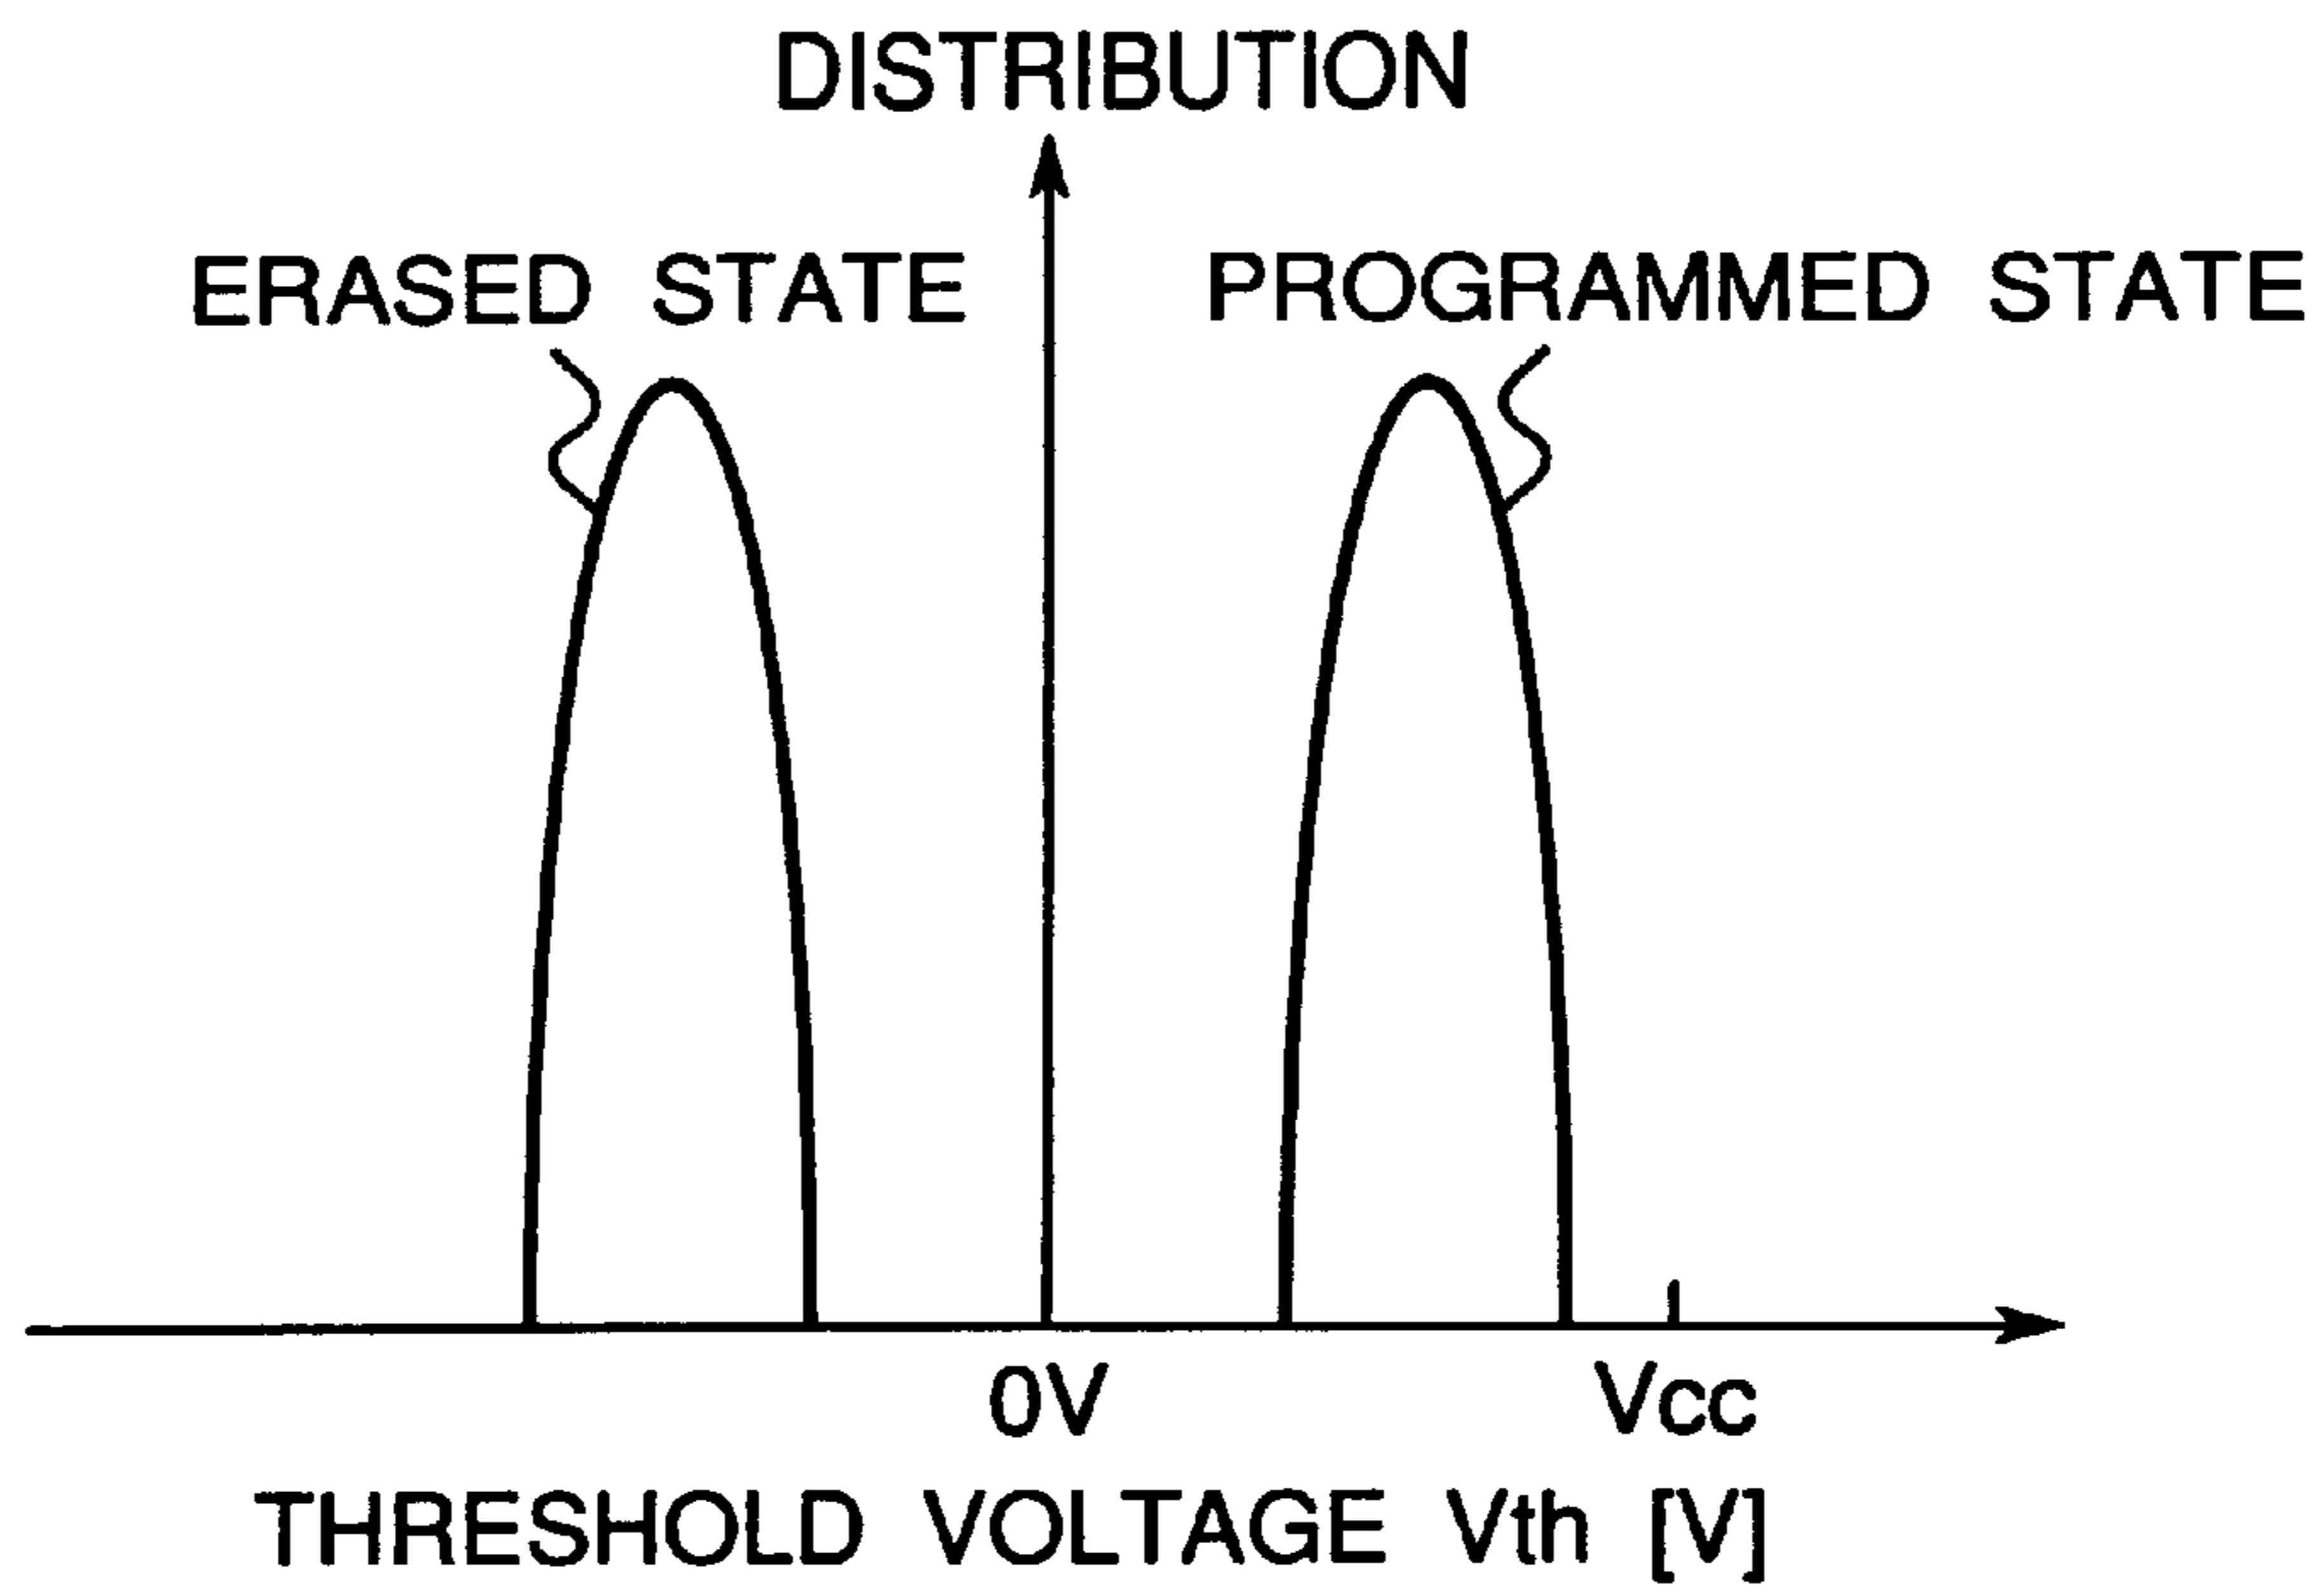 DISTRIBUTION
ERASED STATE
PROGRAMMED STATE
0V
Vcc
THRESHOLD VOLTAGE Vth [V]